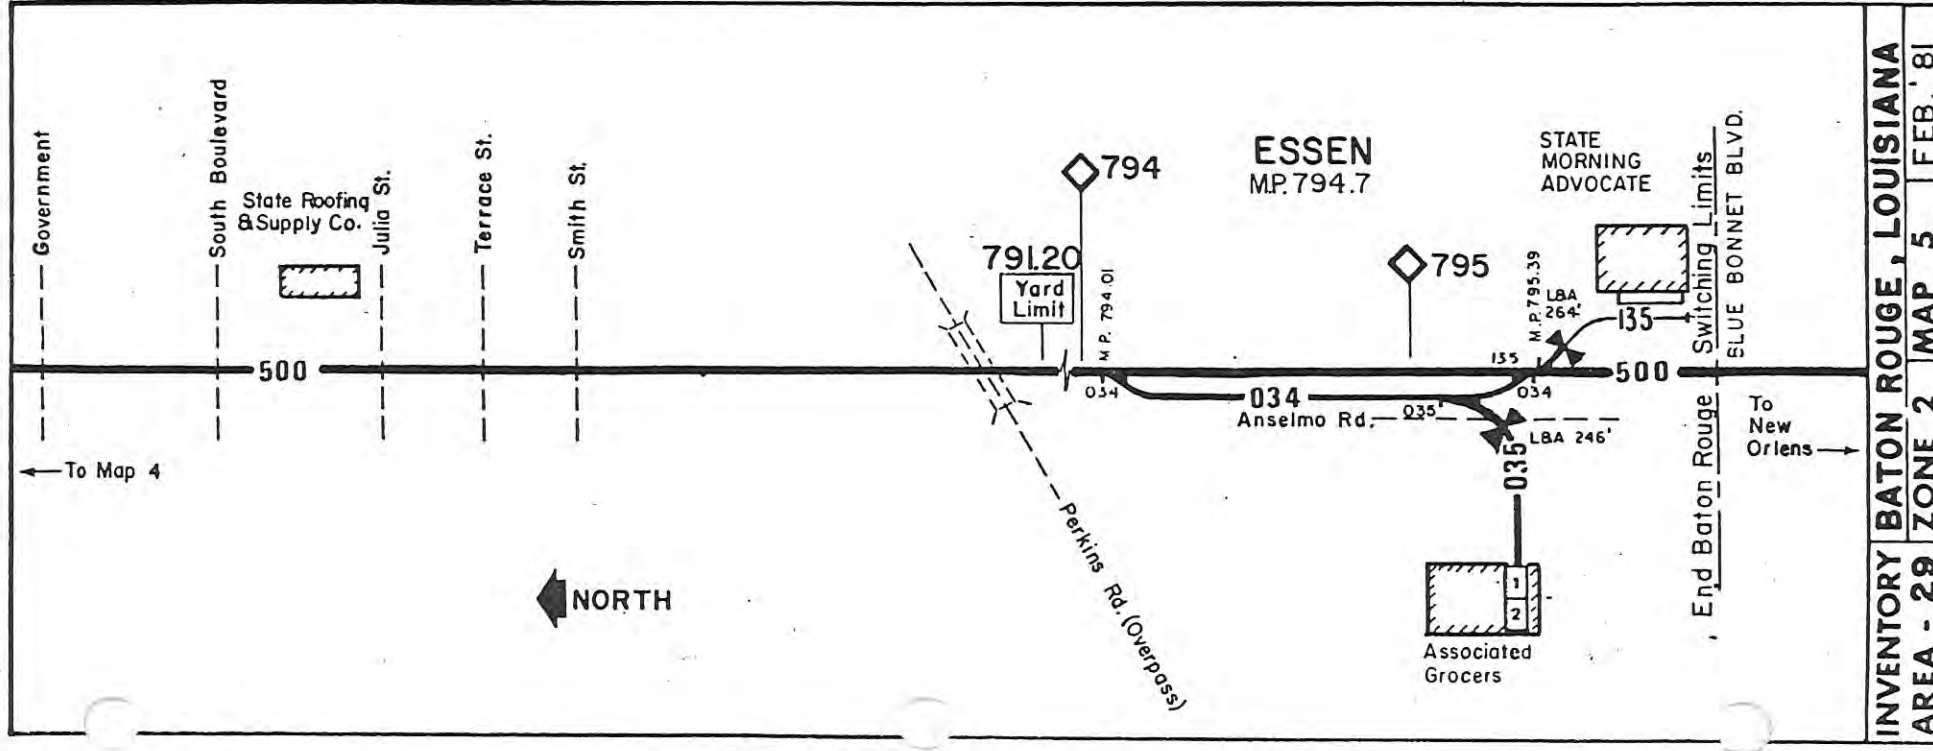 Government
South Boulevard
State Roofing
& Supply Co.
Julia St.
Terrace St.
Smith St.
500
To Map 4
NORTH
Perkins Rd. (Overpass)
791.20
Yard
Limit
794
M.P. 794.01
034
ESSEN
M.P. 794.7
034
Anselmo Rd.
035
795
135
M.P. 795.39
034
LBA
264'
STATE
MORNING
ADVOCATE
135
500
LBA 246'
035
1
2
Associated
Grocers
End Baton Rouge Switching Limits
BLUE BONNET BLVD.
To
New
Orlens
INVENTORY BATON ROUGE, LOUISIANA
AREA - 29 ZONE 2 MAP 5 FEB. '81